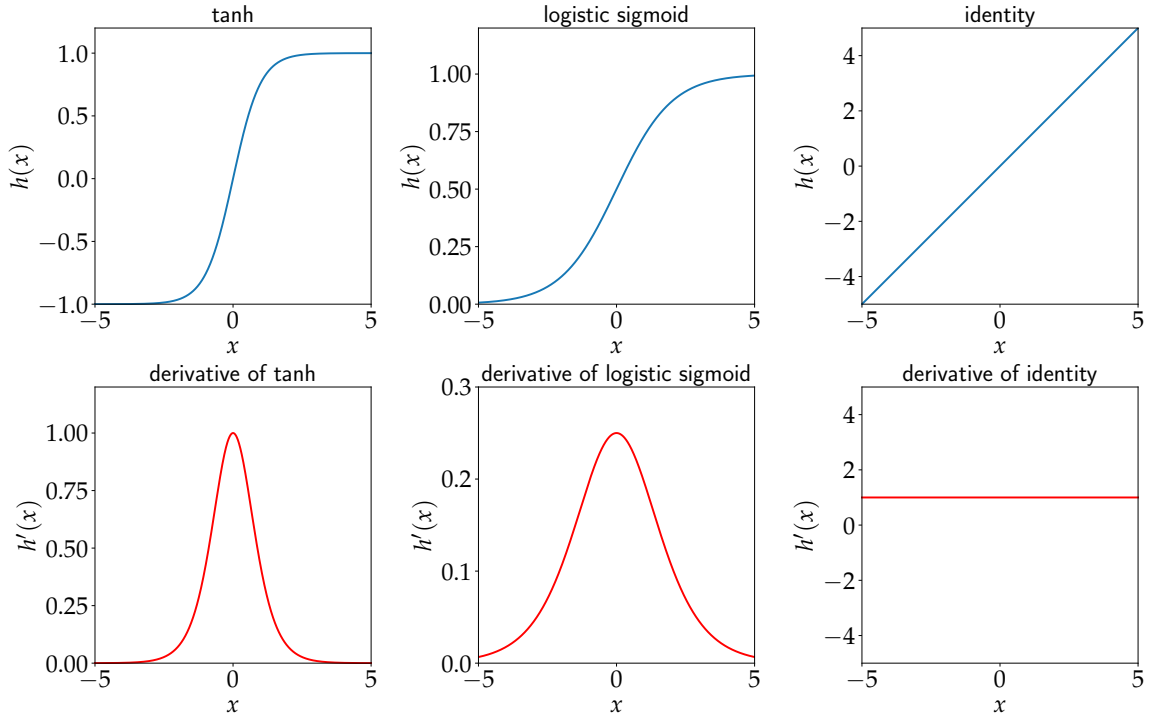 tanh
logistic sigmoid
identity
1.0
0.5
0.0
−0.5
−1.0
h(x)
−5
0
5
x
1.00
0.75
0.50
0.25
0.00
h(x)
−5
0
5
x
4
2
0
−2
−4
h(x)
−5
0
5
x
derivative of tanh
derivative of logistic sigmoid
derivative of identity
1.00
0.75
0.50
0.25
0.00
h′(x)
−5
0
5
x
0.3
0.2
0.1
0.0
h′(x)
−5
0
5
x
4
2
0
−2
−4
h′(x)
−5
0
5
x